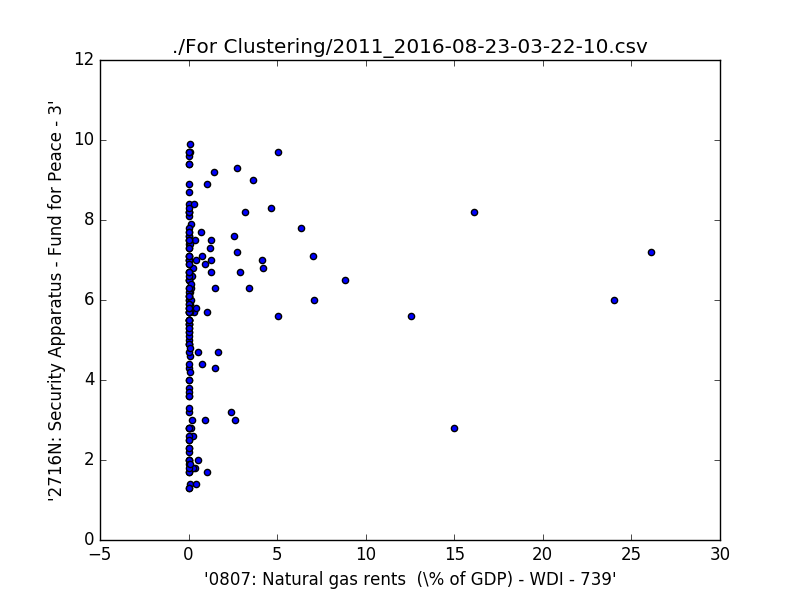 ./For Clustering/2011_2016-08-23-03-22-10.csv
12
10
8
6
4
2
0
'2716N: Security Apparatus - Fund for Peace - 3'
−5 0 5 10 15 20 25 30
'0807: Natural gas rents  (\% of GDP) - WDI - 739'